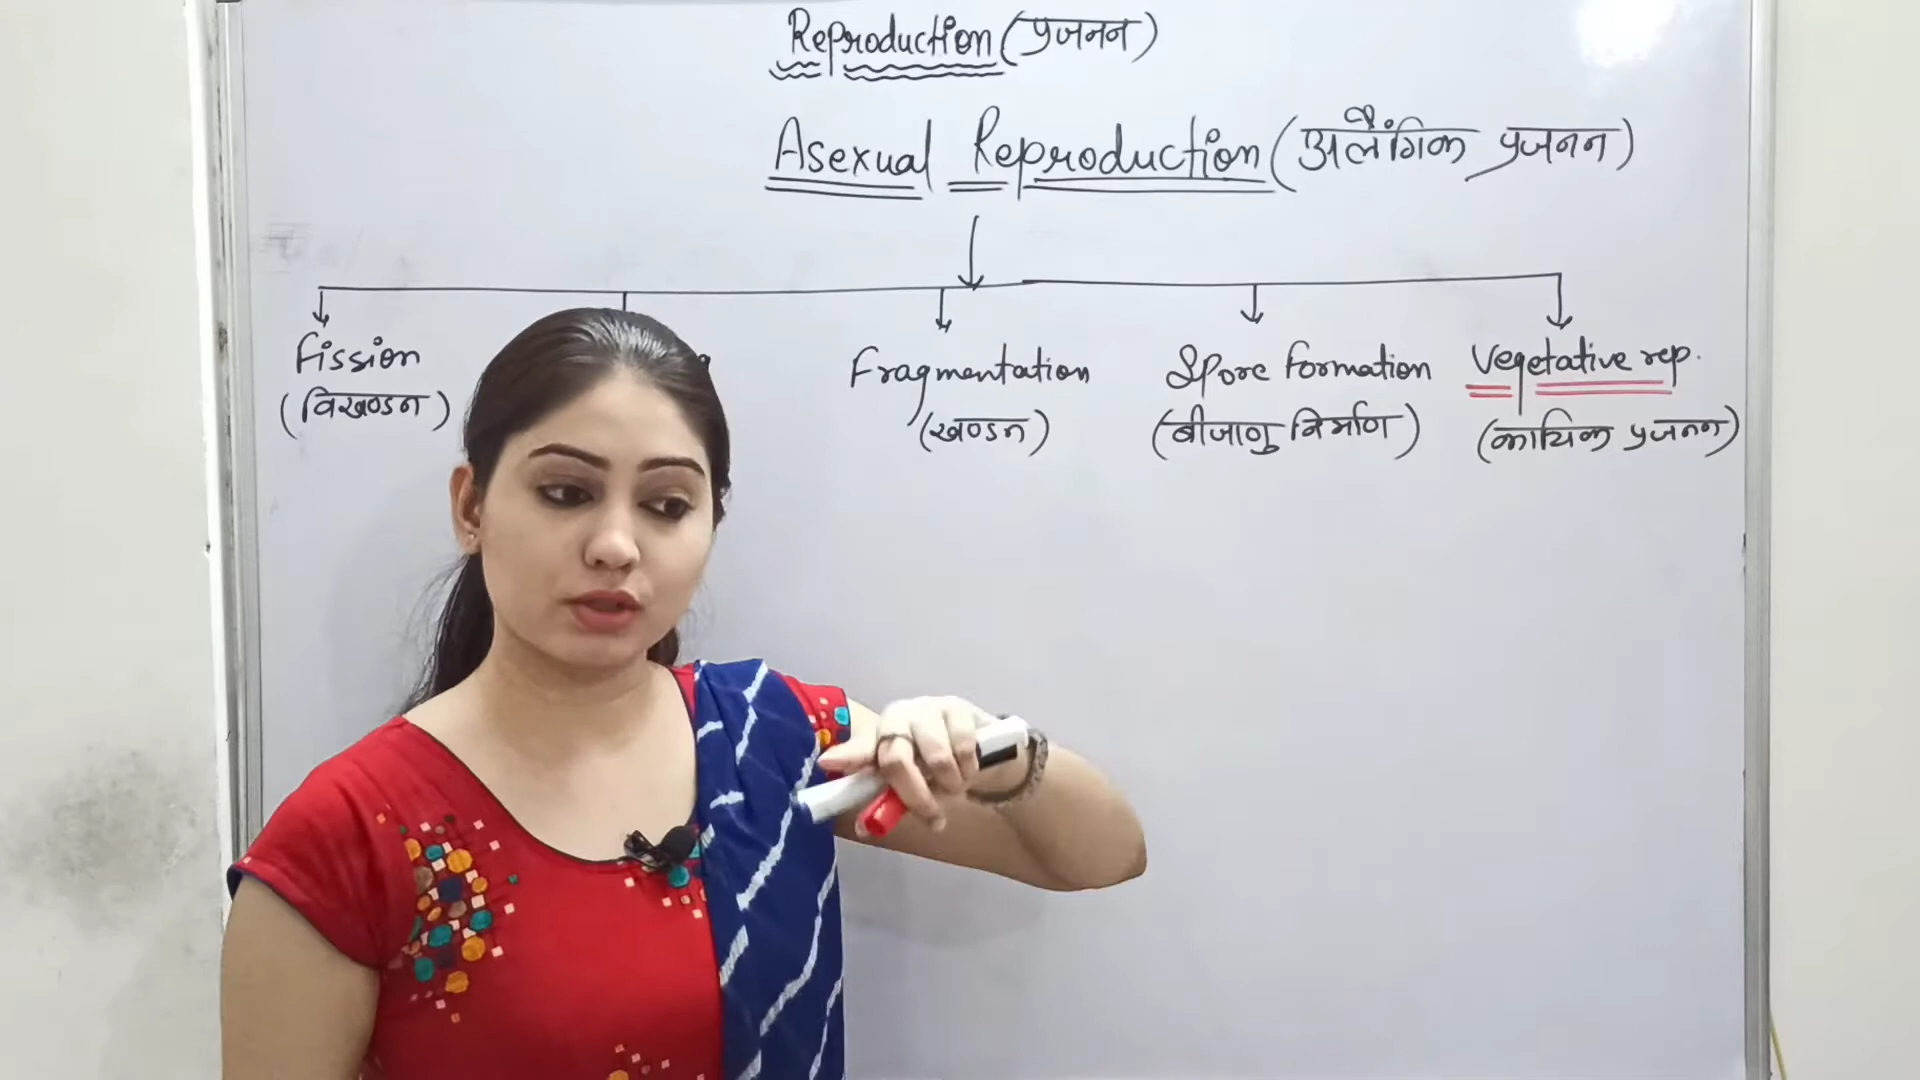 Reproduction (प्रजनन)
Asexual Reproduction (अलैंगिक प्रजनन)
Fission
(विखण्डन)
Fragmentation
(खण्डन)
Spore formation
(बीजाणु निर्माण)
Vegetative rep.
(कायिक प्रजनन)